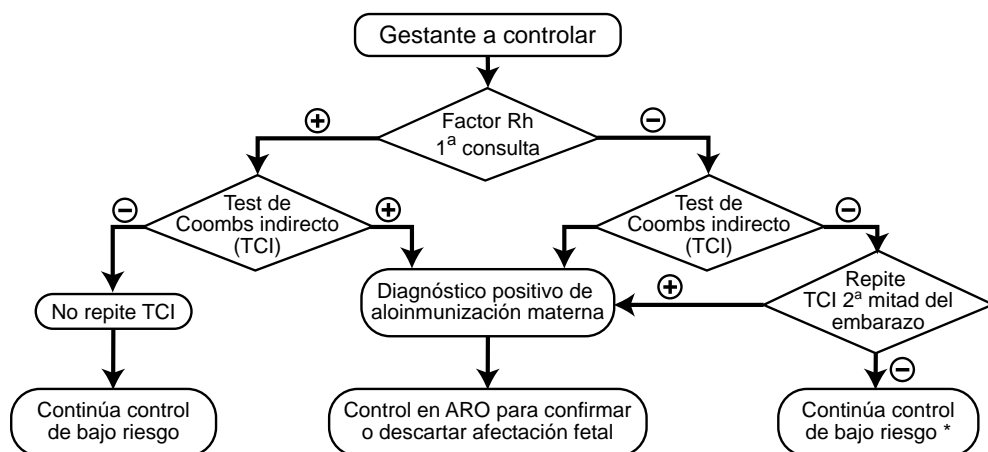 Gestante a controlar
Factor Rh
1ª consulta
+
−
Test de
Coombs indirecto
(TCI)
−
+
Test de
Coombs indirecto
(TCI)
−
No repite TCI
Diagnóstico positivo de
aloinmunización materna
+
Repite
TCI 2ª mitad del
embarazo
−
Continúa control
de bajo riesgo
Control en ARO para confirmar
o descartar afectación fetal
Continúa control
de bajo riesgo *